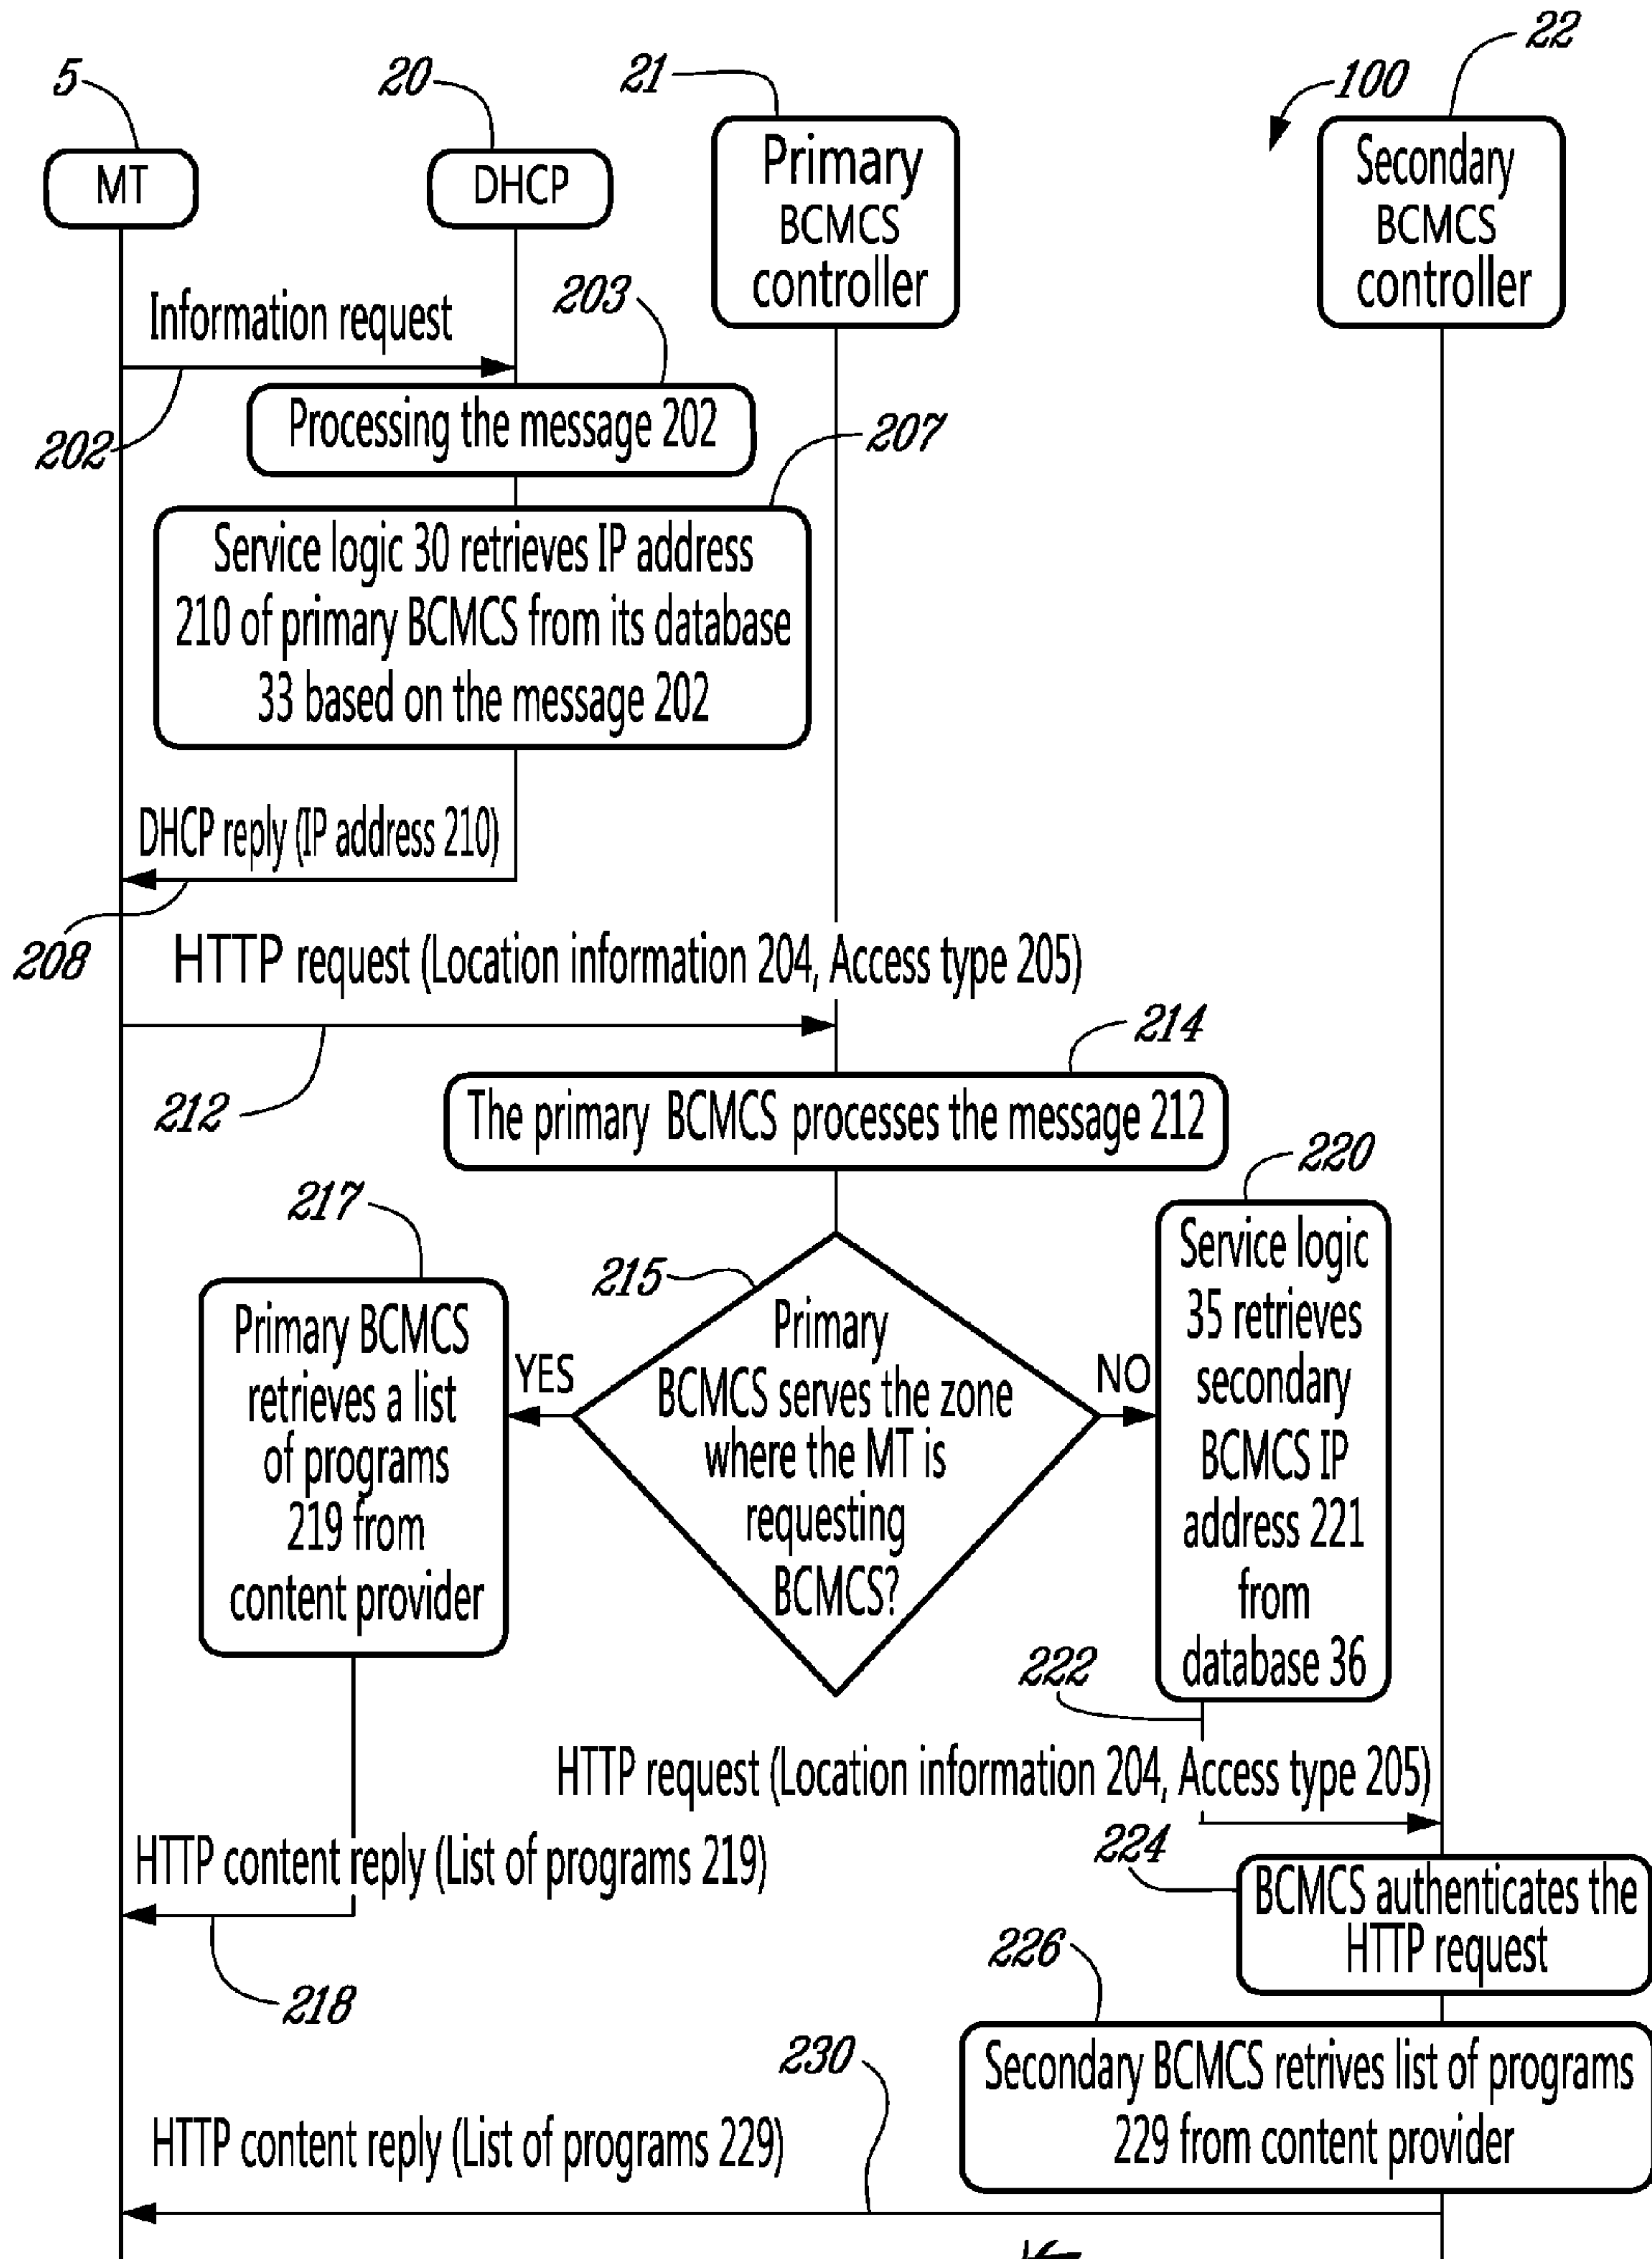 22
5
20
21
100
MT
DHCP
Primary
BCMCS
controller
Secondary
BCMCS
controller
Information request
203
202
Processing the message 202
207
Service logic 30 retrieves IP address
210 of primary BCMCS from its database
33 based on the message 202
DHCP reply (IP address 210)
208
HTTP request (Location information 204, Access type 205)
214
212
The primary BCMCS processes the message 212
220
217
215
Service logic
35 retrieves
secondary
BCMCS IP
address 221
from
database 36
Primary BCMCS
retrieves a list
of programs
219 from
content provider
YES
Primary
BCMCS serves the zone
where the MT is
requesting
BCMCS?
NO
222
HTTP request (Location information 204, Access type 205)
HTTP content reply (List of programs 219)
224
BCMCS authenticates the
HTTP request
218
226
230
Secondary BCMCS retrives list of programs
229 from content provider
HTTP content reply (List of programs 229)